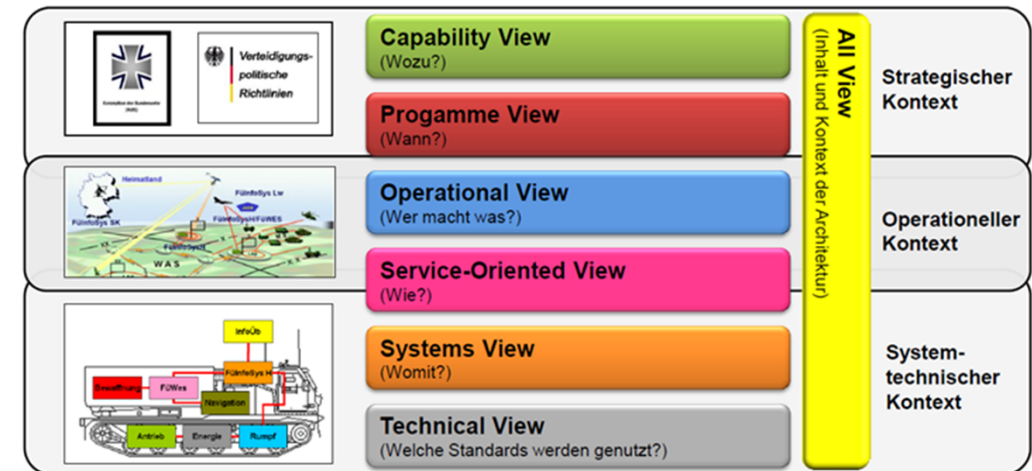 Verteidigungs-
politische
Richtlinien
Capability View
(Wozu?)
Progamme View
(Wann?)
Strategischer
Kontext
All View
(Inhalt und Kontext der Architektur)
Heimatland
FüInfoSys SK
FüInfoSys Lw
FüInfoSysH/FüWES
W A S
Operational View
(Wer macht was?)
Service-Oriented View
(Wie?)
Operationeller
Kontext
InfoÜb
FüInfoSys H
Bewaffnung
FüWes
Navigation
Antrieb
Energie
Rumpf
Systems View
(Womit?)
Technical View
(Welche Standards werden genutzt?)
System-
technischer
Kontext